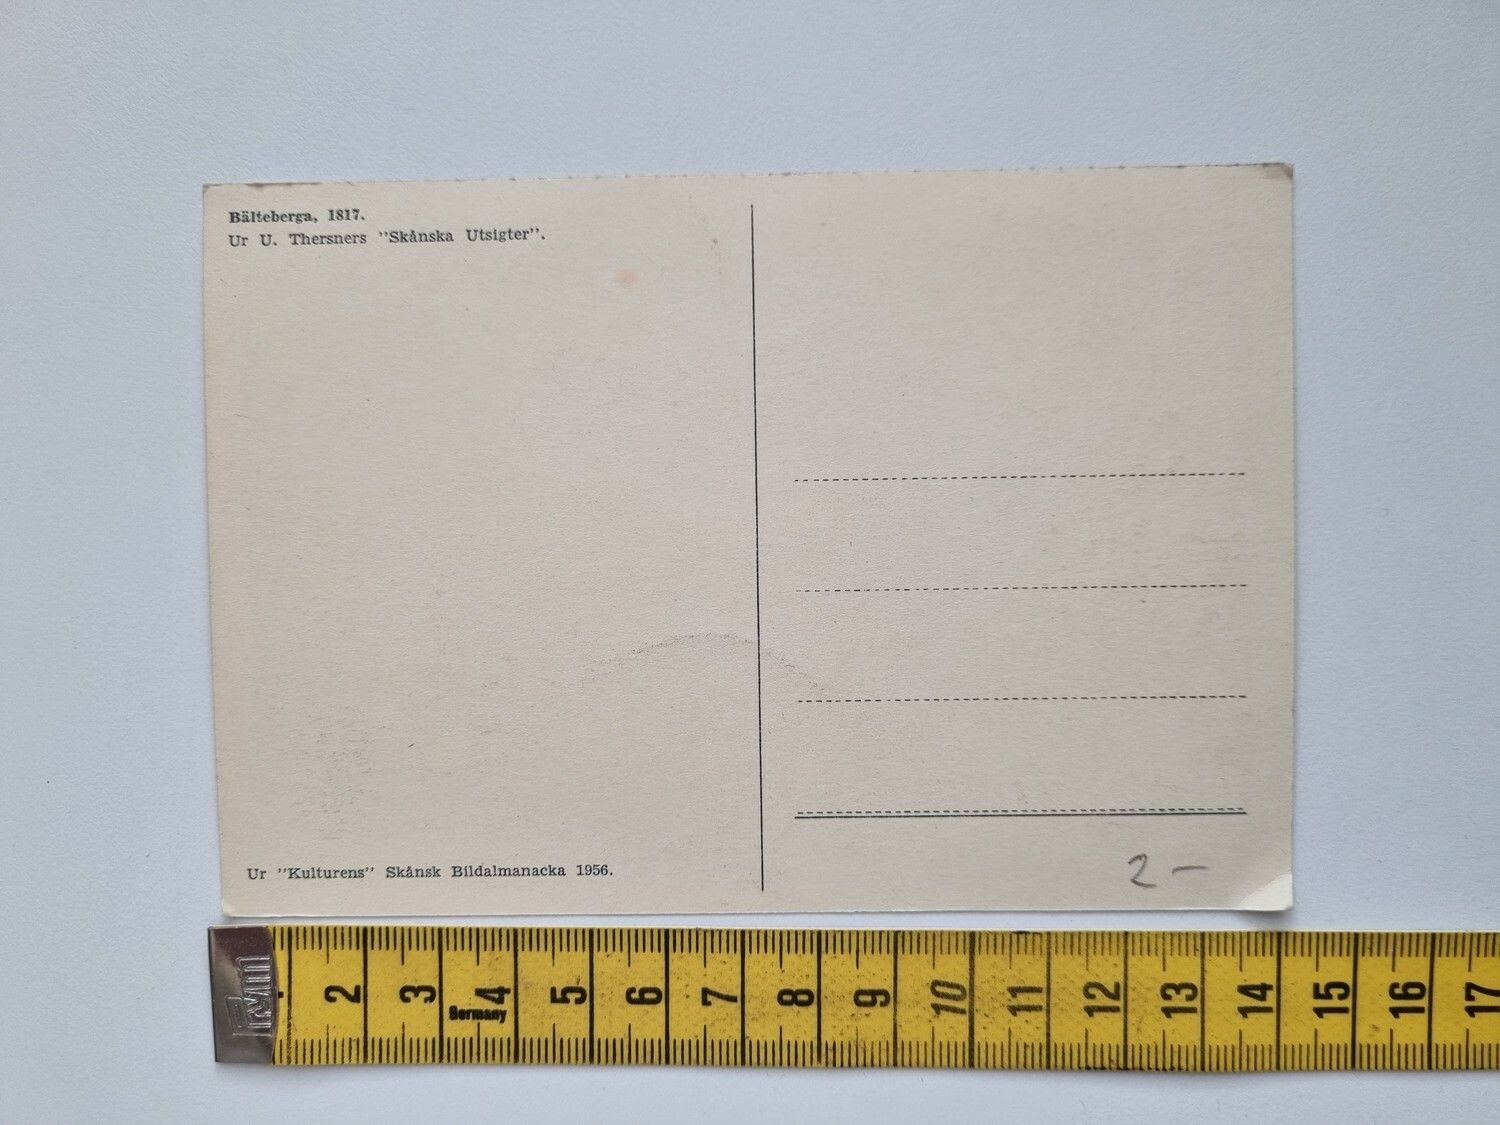 Bälteberga, 1817.
Ur U. Thersners "Skånska Utsigter".
Ur "Kulturens" Skånsk Bildalmanacka 1956.
2 -
Prym
2 3 4 5 6 7 8 9 10 11 12 13 14 15 16 17
Germany